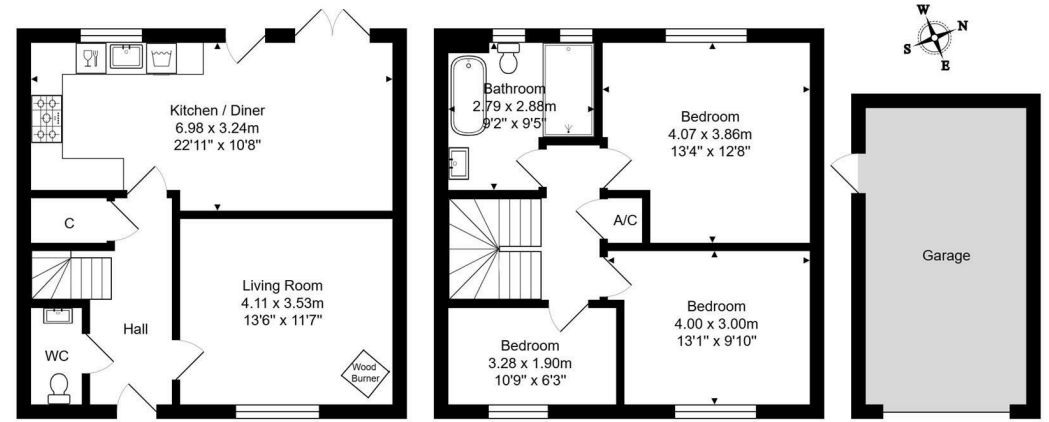 Kitchen / Diner
6.98 x 3.24m
22'11" x 10'8"
C
Living Room
4.11 x 3.53m
13'6" x 11'7"
Hall
WC
Wood
Burner
Bathroom
2.79 x 2.88m
9'2" x 9'5"
Bedroom
4.07 x 3.86m
13'4" x 12'8"
A/C
Bedroom
4.00 x 3.00m
13'1" x 9'10"
Bedroom
3.28 x 1.90m
10'9" x 6'3"
W
N
S
E
Garage